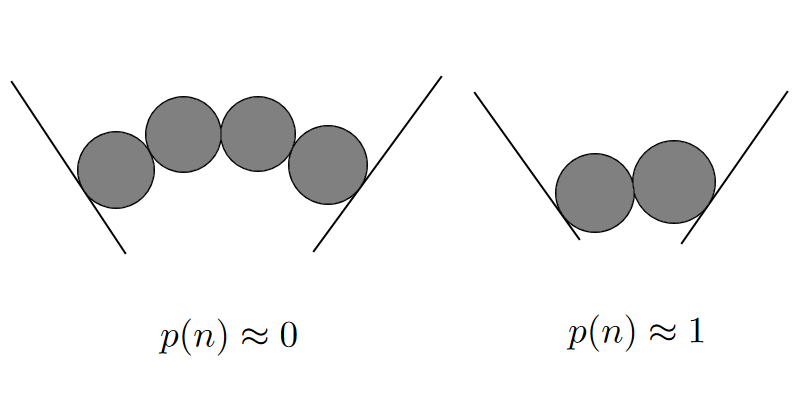 p(n) ≈ 0
p(n) ≈ 1